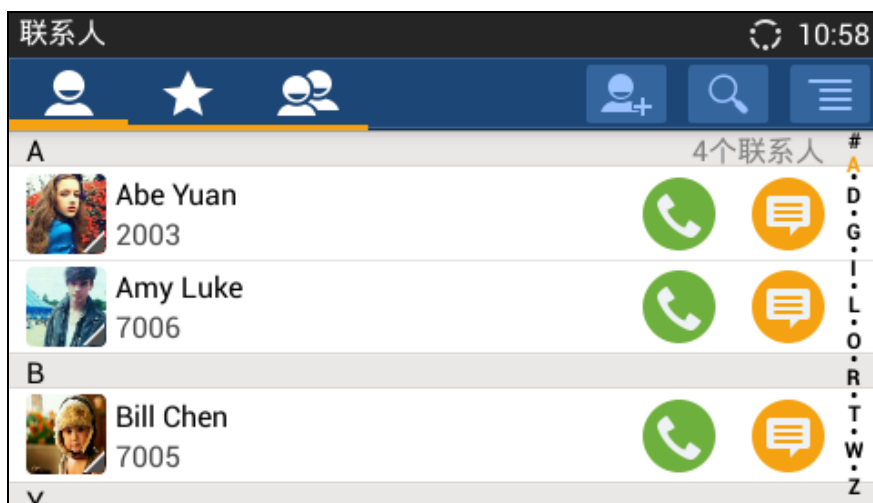 联系人 10:58
A 4个联系人
Abe Yuan
2003
Amy Luke
7006
B
Bill Chen
7005
Y
#
A
D
G
I
L
O
R
T
W
Z